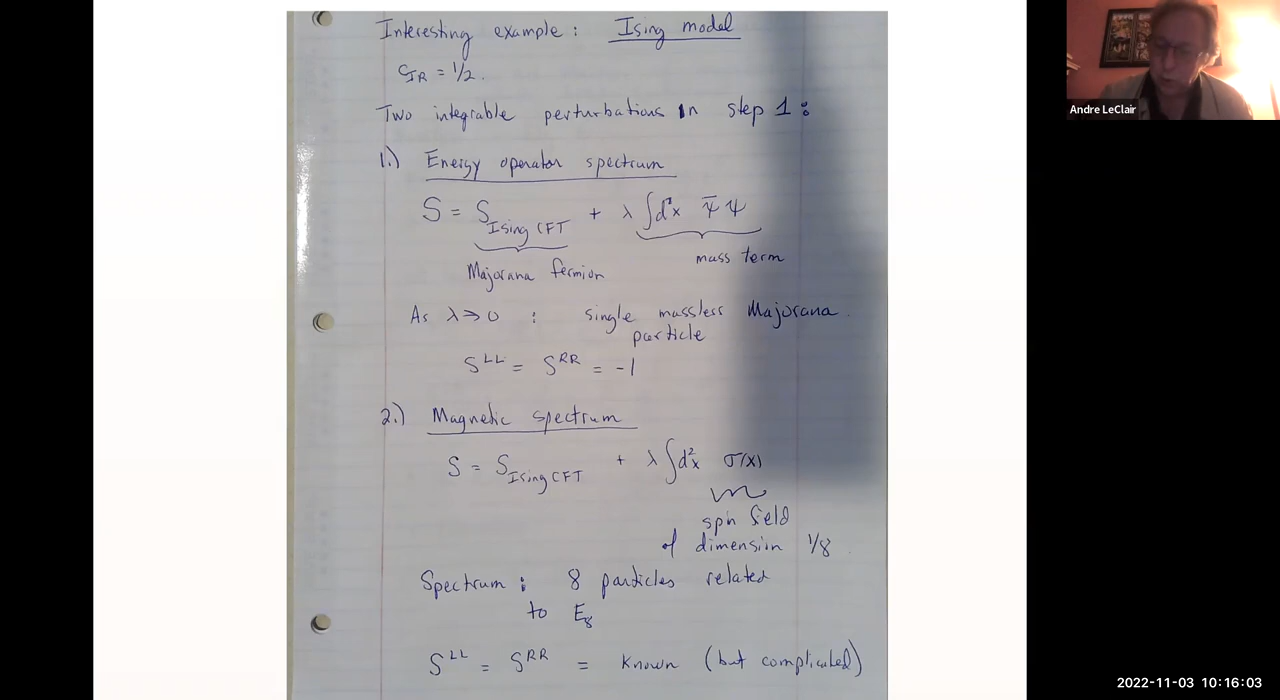 Interesting example : Ising model
c_IR = 1/2.
Two integrable perturbations in step 1 :
1.) Energy operator spectrum
S = S_Ising CFT + λ ∫d²x ψ̄ ψ
Majorana fermion
mass term
As λ→0 : single massless Majorana
particle
S^LL = S^RR = -1
2.) Magnetic spectrum
S = S_Ising CFT + λ ∫d²x σ(x)
spin field
of dimension 1/8
Spectrum : 8 particles related
to E_8
S^LL = S^RR = known (but complicated)
Andre LeClair
2022-11-03 10:16:03